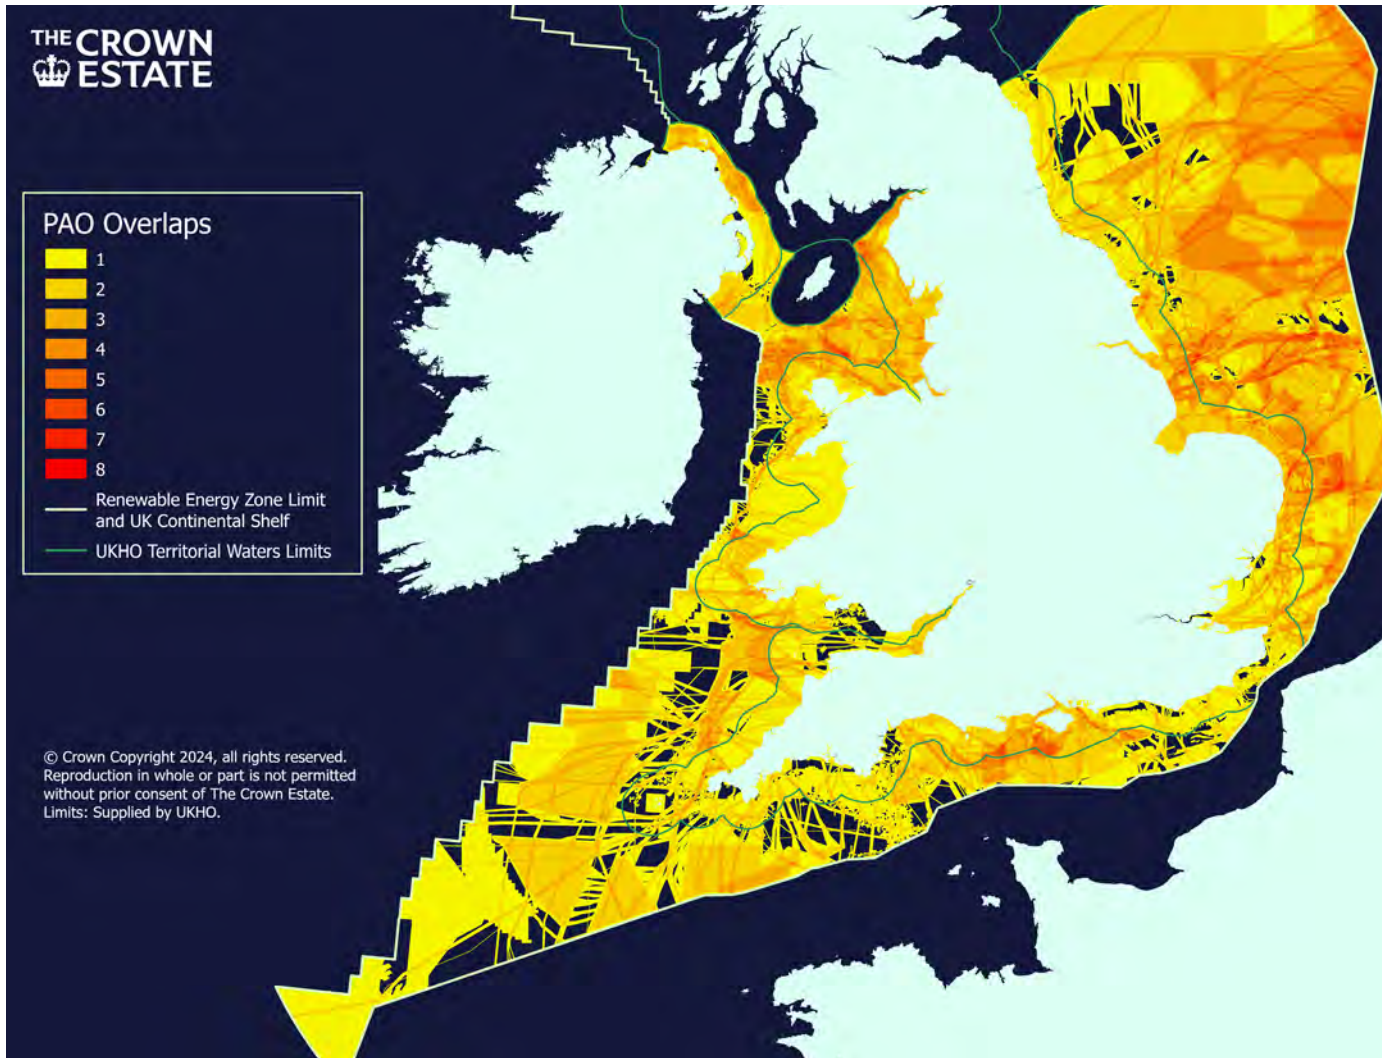 THE CROWN
ESTATE
PAO Overlaps
1
2
3
4
5
6
7
8
Renewable Energy Zone Limit
and UK Continental Shelf
UKHO Territorial Waters Limits
© Crown Copyright 2024, all rights reserved.
Reproduction in whole or part is not permitted
without prior consent of The Crown Estate.
Limits: Supplied by UKHO.